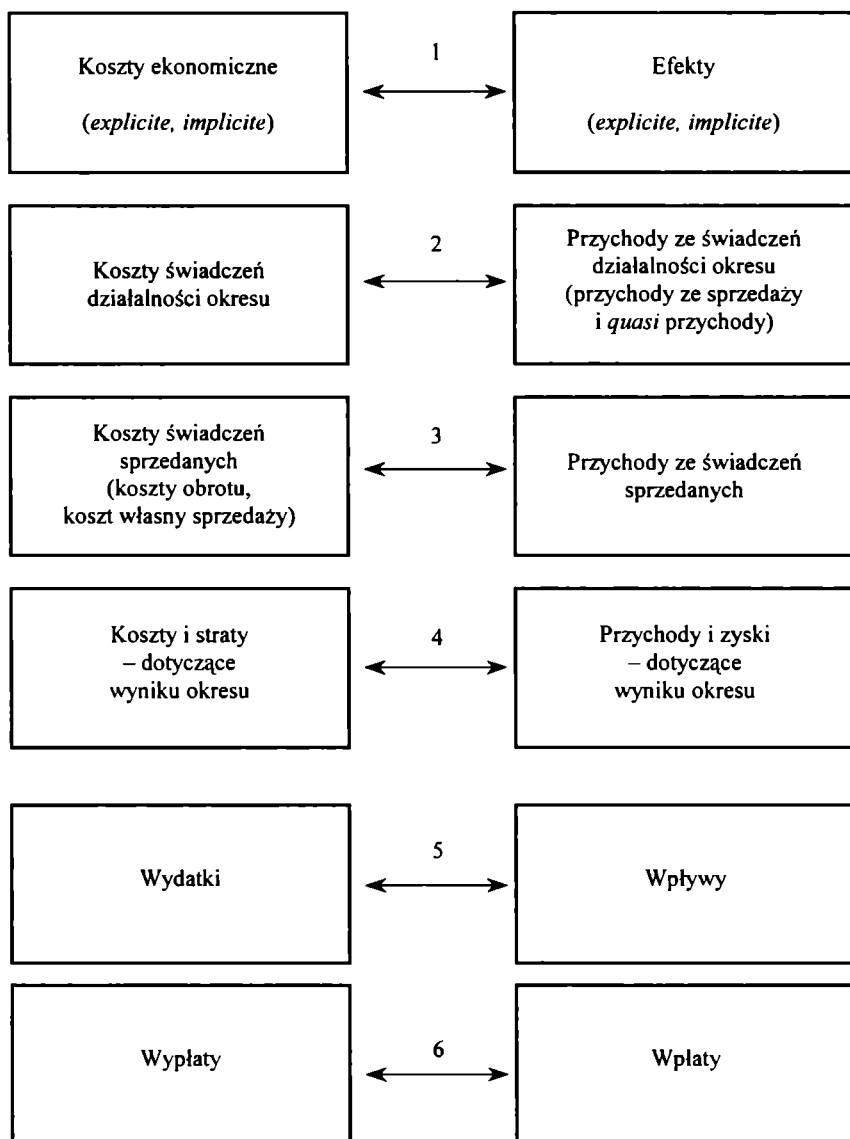 Koszty ekonomiczne
(explicite, implicite)
1
Efekty
(explicite, implicite)
Koszty świadczeń
działalności okresu
2
Przychody ze świadczeń
działalności okresu
(przychody ze sprzedaży
i quasi przychody)
Koszty świadczeń
sprzedanych
(koszty obrotu,
koszt własny sprzedaży)
3
Przychody ze świadczeń
sprzedanych
Koszty i straty
– dotyczące
wyniku okresu
4
Przychody i zyski
– dotyczące
wyniku okresu
Wydatki
5
Wpływy
Wypłaty
6
Wpłaty